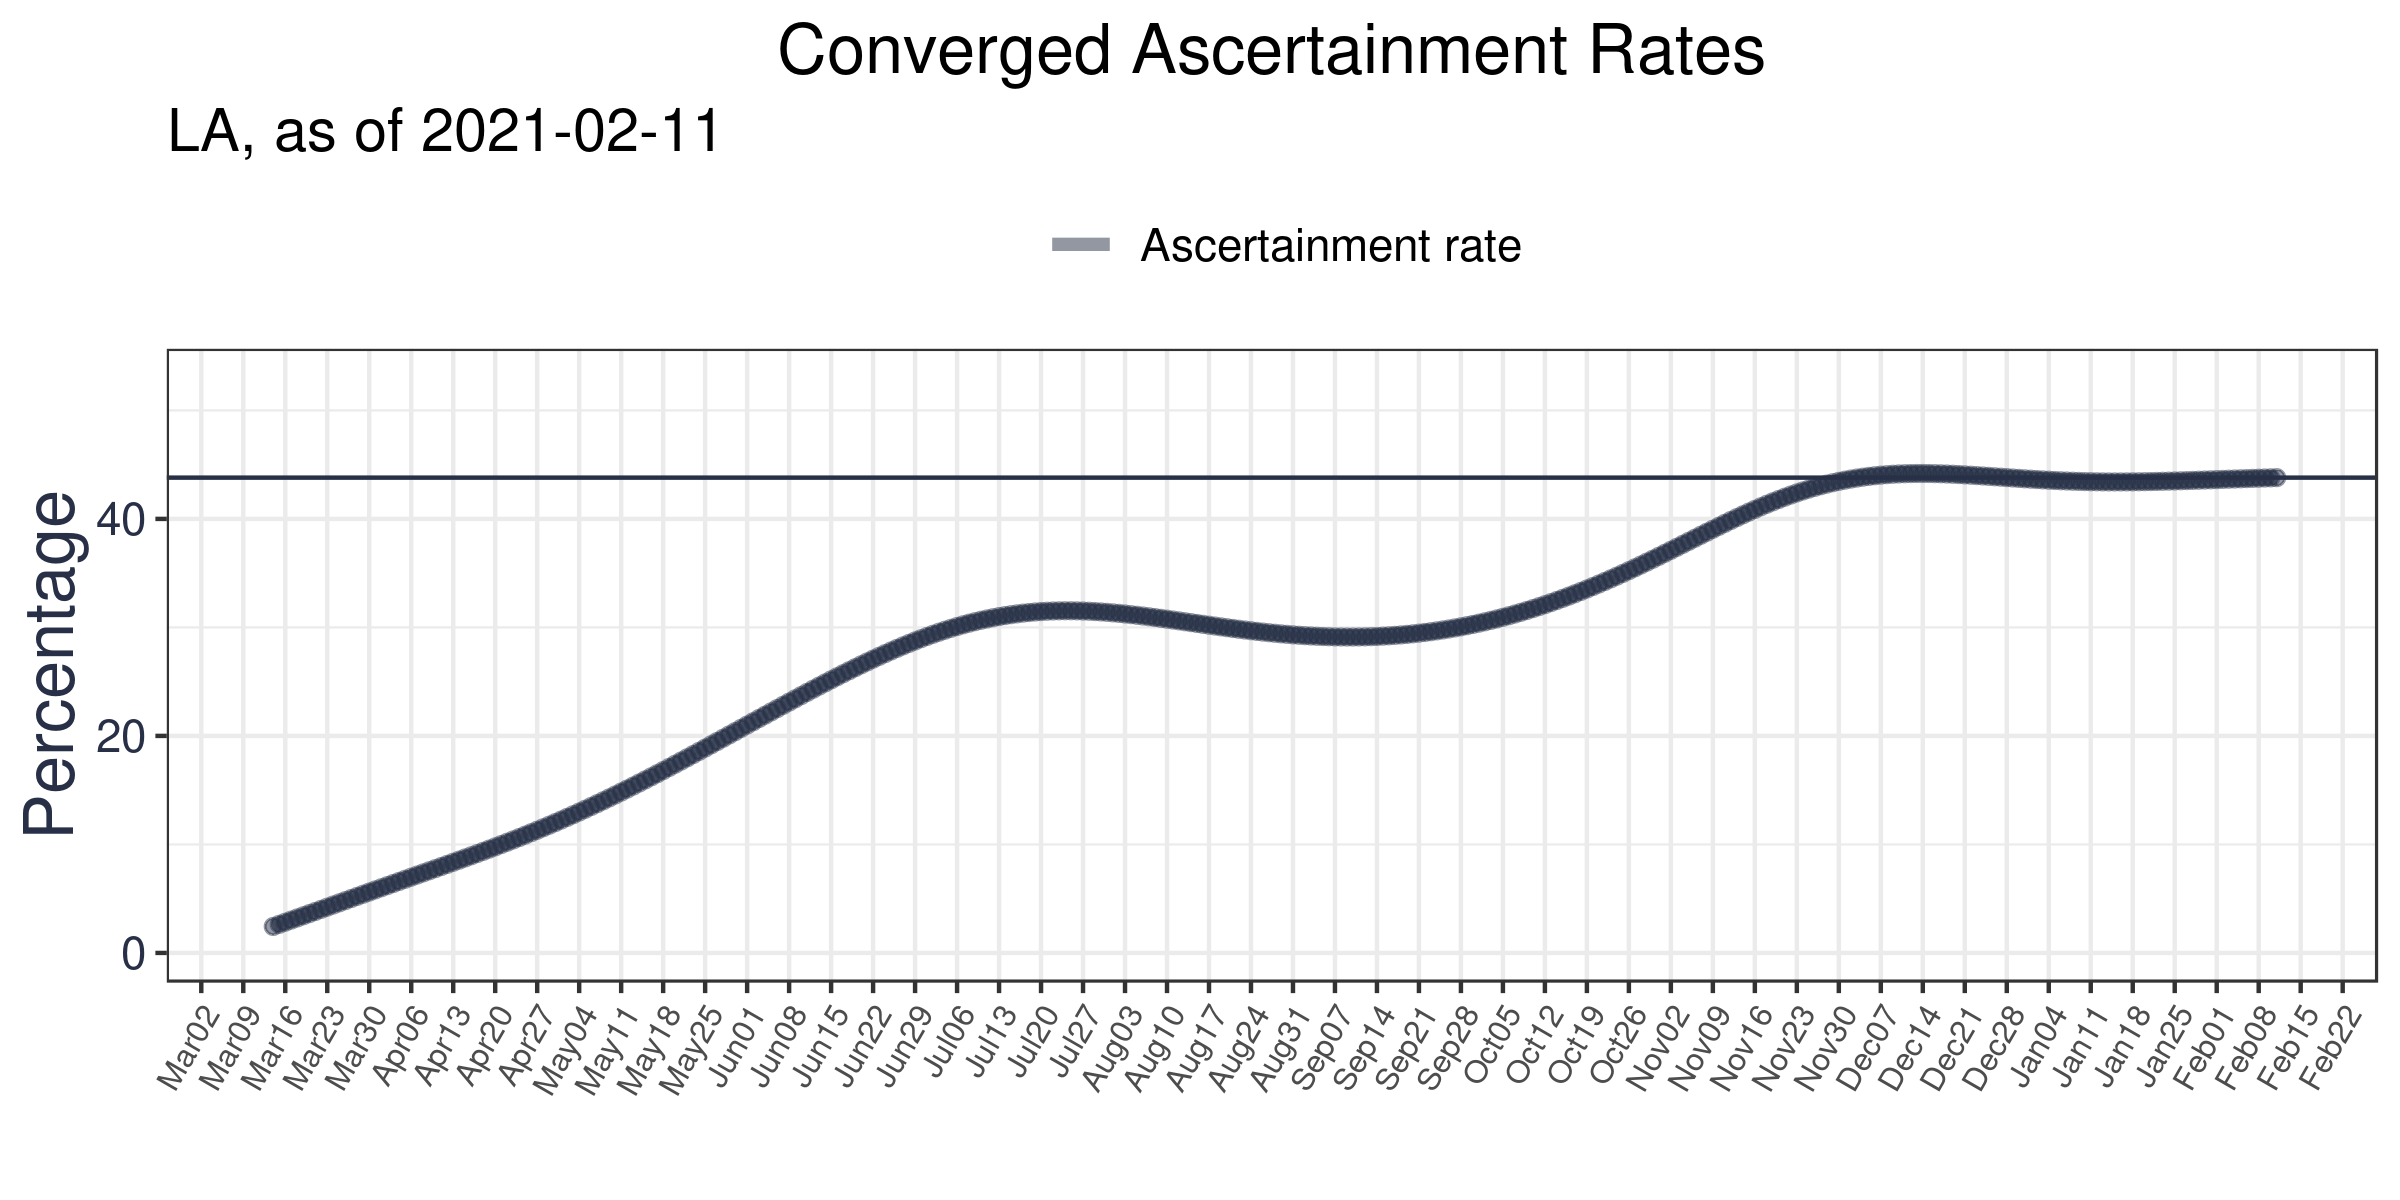 Converged Ascertainment Rates
LA, as of 2021-02-11
Ascertainment rate
Percentage
40
20
0
Mar02 Mar09 Mar16 Mar23 Mar30 Apr06 Apr13 Apr20 Apr27 May04 May11 May18 May25 Jun01 Jun08 Jun15 Jun22 Jun29 Jul06 Jul13 Jul20 Jul27 Aug03 Aug10 Aug17 Aug24 Aug31 Sep07 Sep14 Sep21 Sep28 Oct05 Oct12 Oct19 Oct26 Nov02 Nov09 Nov16 Nov23 Nov30 Dec07 Dec14 Dec21 Dec28 Jan04 Jan11 Jan18 Jan25 Feb01 Feb08 Feb15 Feb22